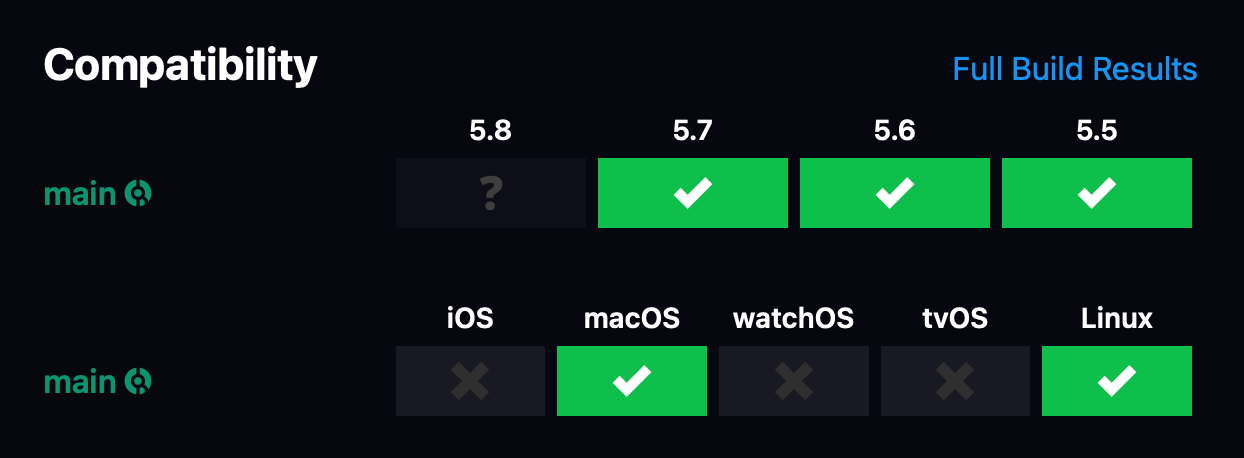 Compatibility
Full Build Results
5.8 5.7 5.6 5.5
main ?
iOS macOS watchOS tvOS Linux
main